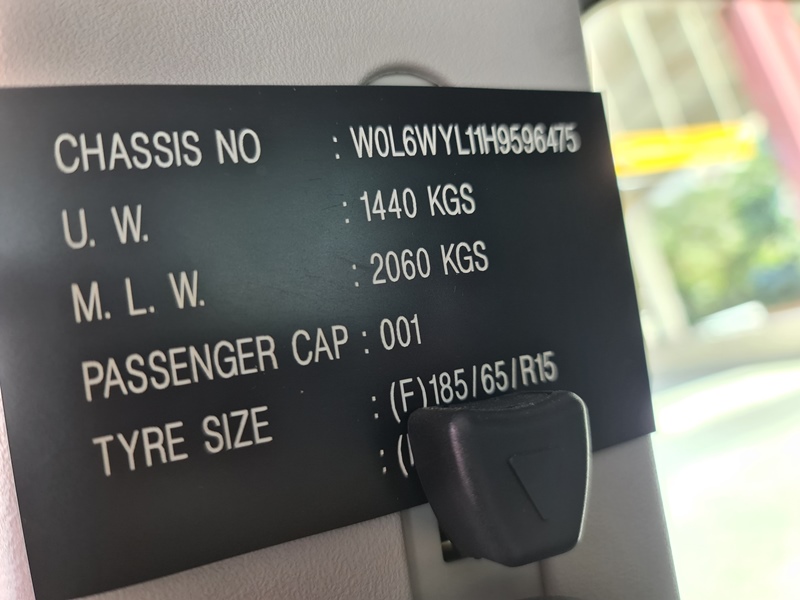 CHASSIS NO : W0L6WYL11H9596475
U. W. : 1440 KGS
M. L. W. : 2060 KGS
PASSENGER CAP : 001
TYRE SIZE : (F)185/65/R15
: (